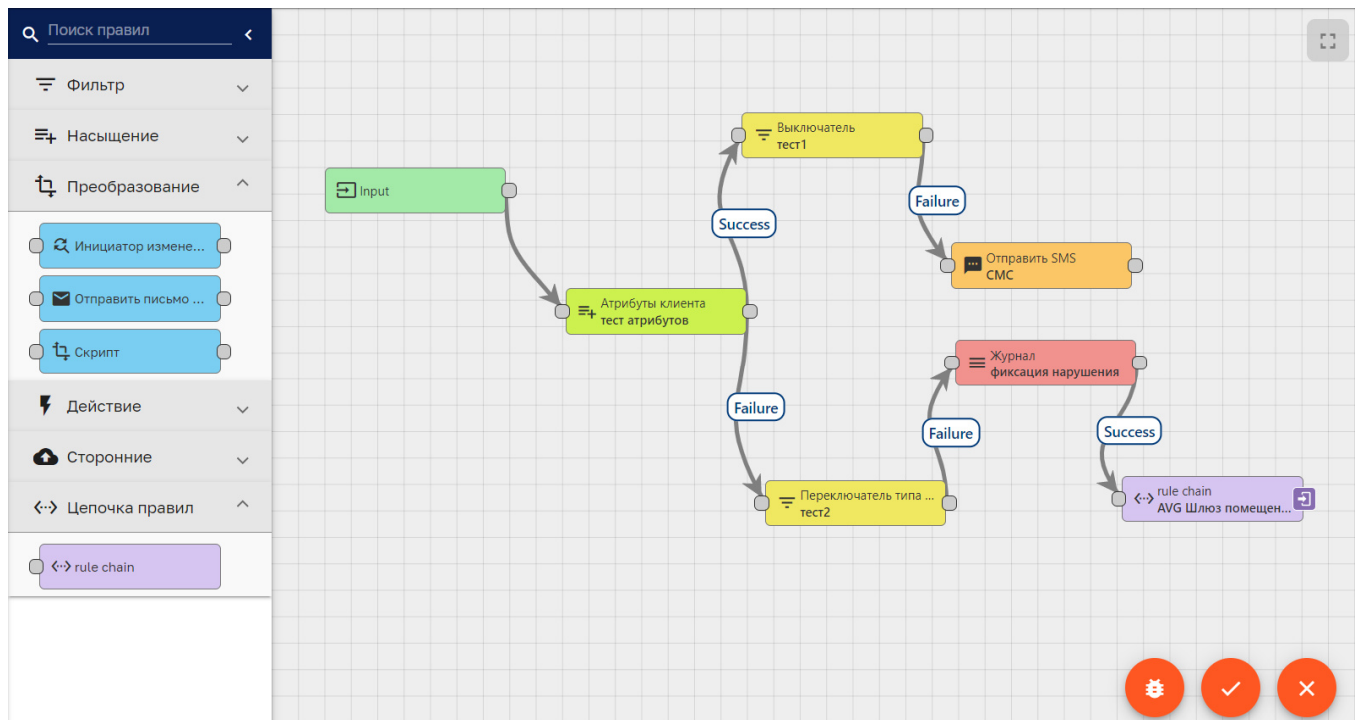 Поиск правил
Фильтр
Насыщение
Преобразование
Инициатор измене...
Отправить письмо ...
Скрипт
Действие
Сторонние
Цепочка правил
rule chain
Input
Атрибуты клиента
тест атрибутов
Success
Выключатель
тест1
Failure
Отправить SMS
СМС
Failure
Переключатель типа ...
тест2
Failure
Журнал
фиксация нарушения
Success
rule chain
AVG Шлюз помещен...